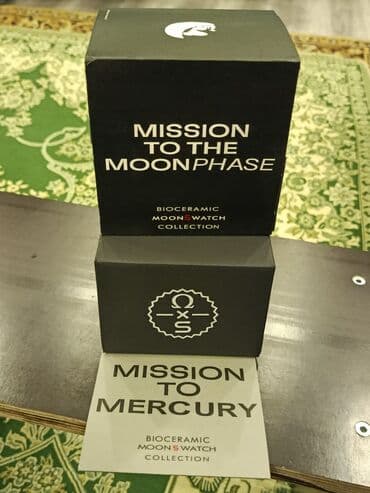 MISSION
TO THE
MOONPHASE
BIOCERAMIC
MOONSWATCH
COLLECTION
Ω
x
S
MISSION
TO
MERCURY
BIOCERAMIC
MOONSWATCH
COLLECTION